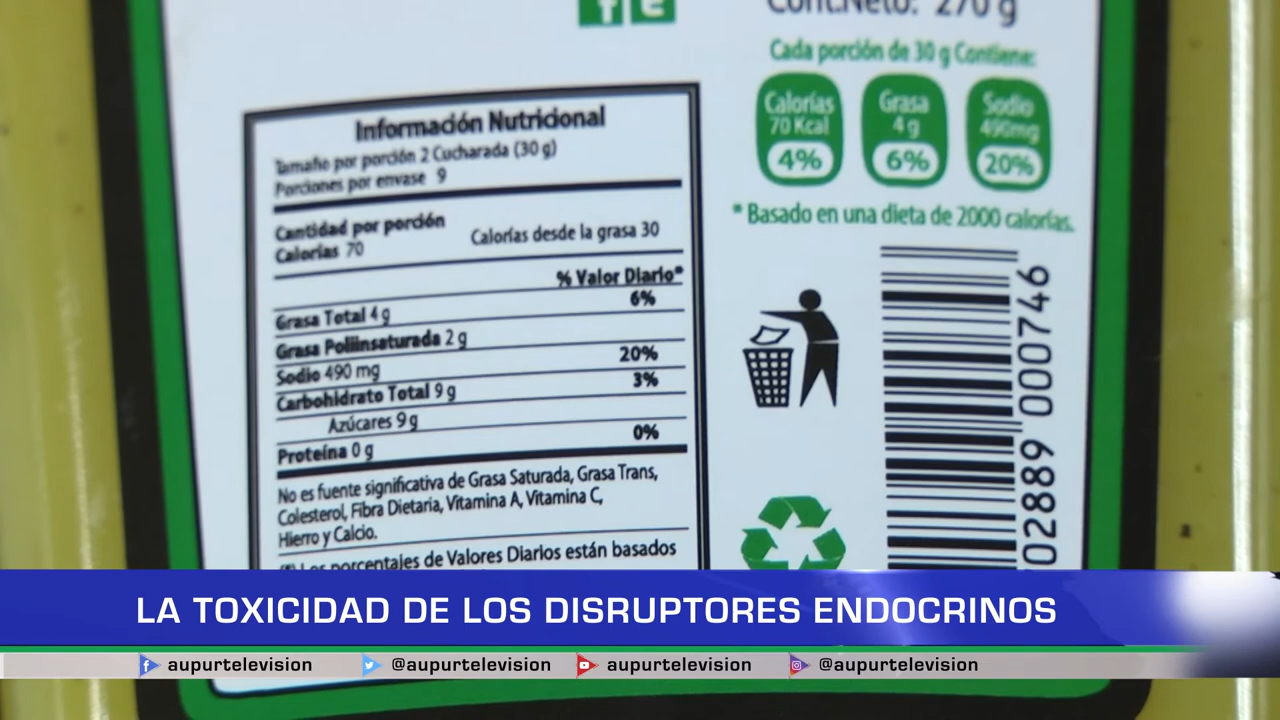 Cont.Neto: 270 g
Cada porción de 30 g Contiene:
Calorías
70 Kcal
4%
Grasa
4 g
6%
Sodio
490mg
20%
* Basado en una dieta de 2000 calorías.
Información Nutricional
Tamaño por porción 2 Cucharada (30 g)
Porciones por envase 9
Cantidad por porción
Calorías 70 Calorías desde la grasa 30
% Valor Diario*
Grasa Total 4 g 6%
Grasa Poliinsaturada 2 g
Sodio 490 mg 20%
Carbohidrato Total 9 g 3%
Azúcares 9 g
Proteína 0 g 0%
No es fuente significativa de Grasa Saturada, Grasa Trans,
Colesterol, Fibra Dietaria, Vitamina A, Vitamina C,
Hierro y Calcio.
(*) Los porcentajes de Valores Diarios están basados
02889 000746
LA TOXICIDAD DE LOS DISRUPTORES ENDOCRINOS
aupurtelevision
@aupurtelevision
aupurtelevision
@aupurtelevision